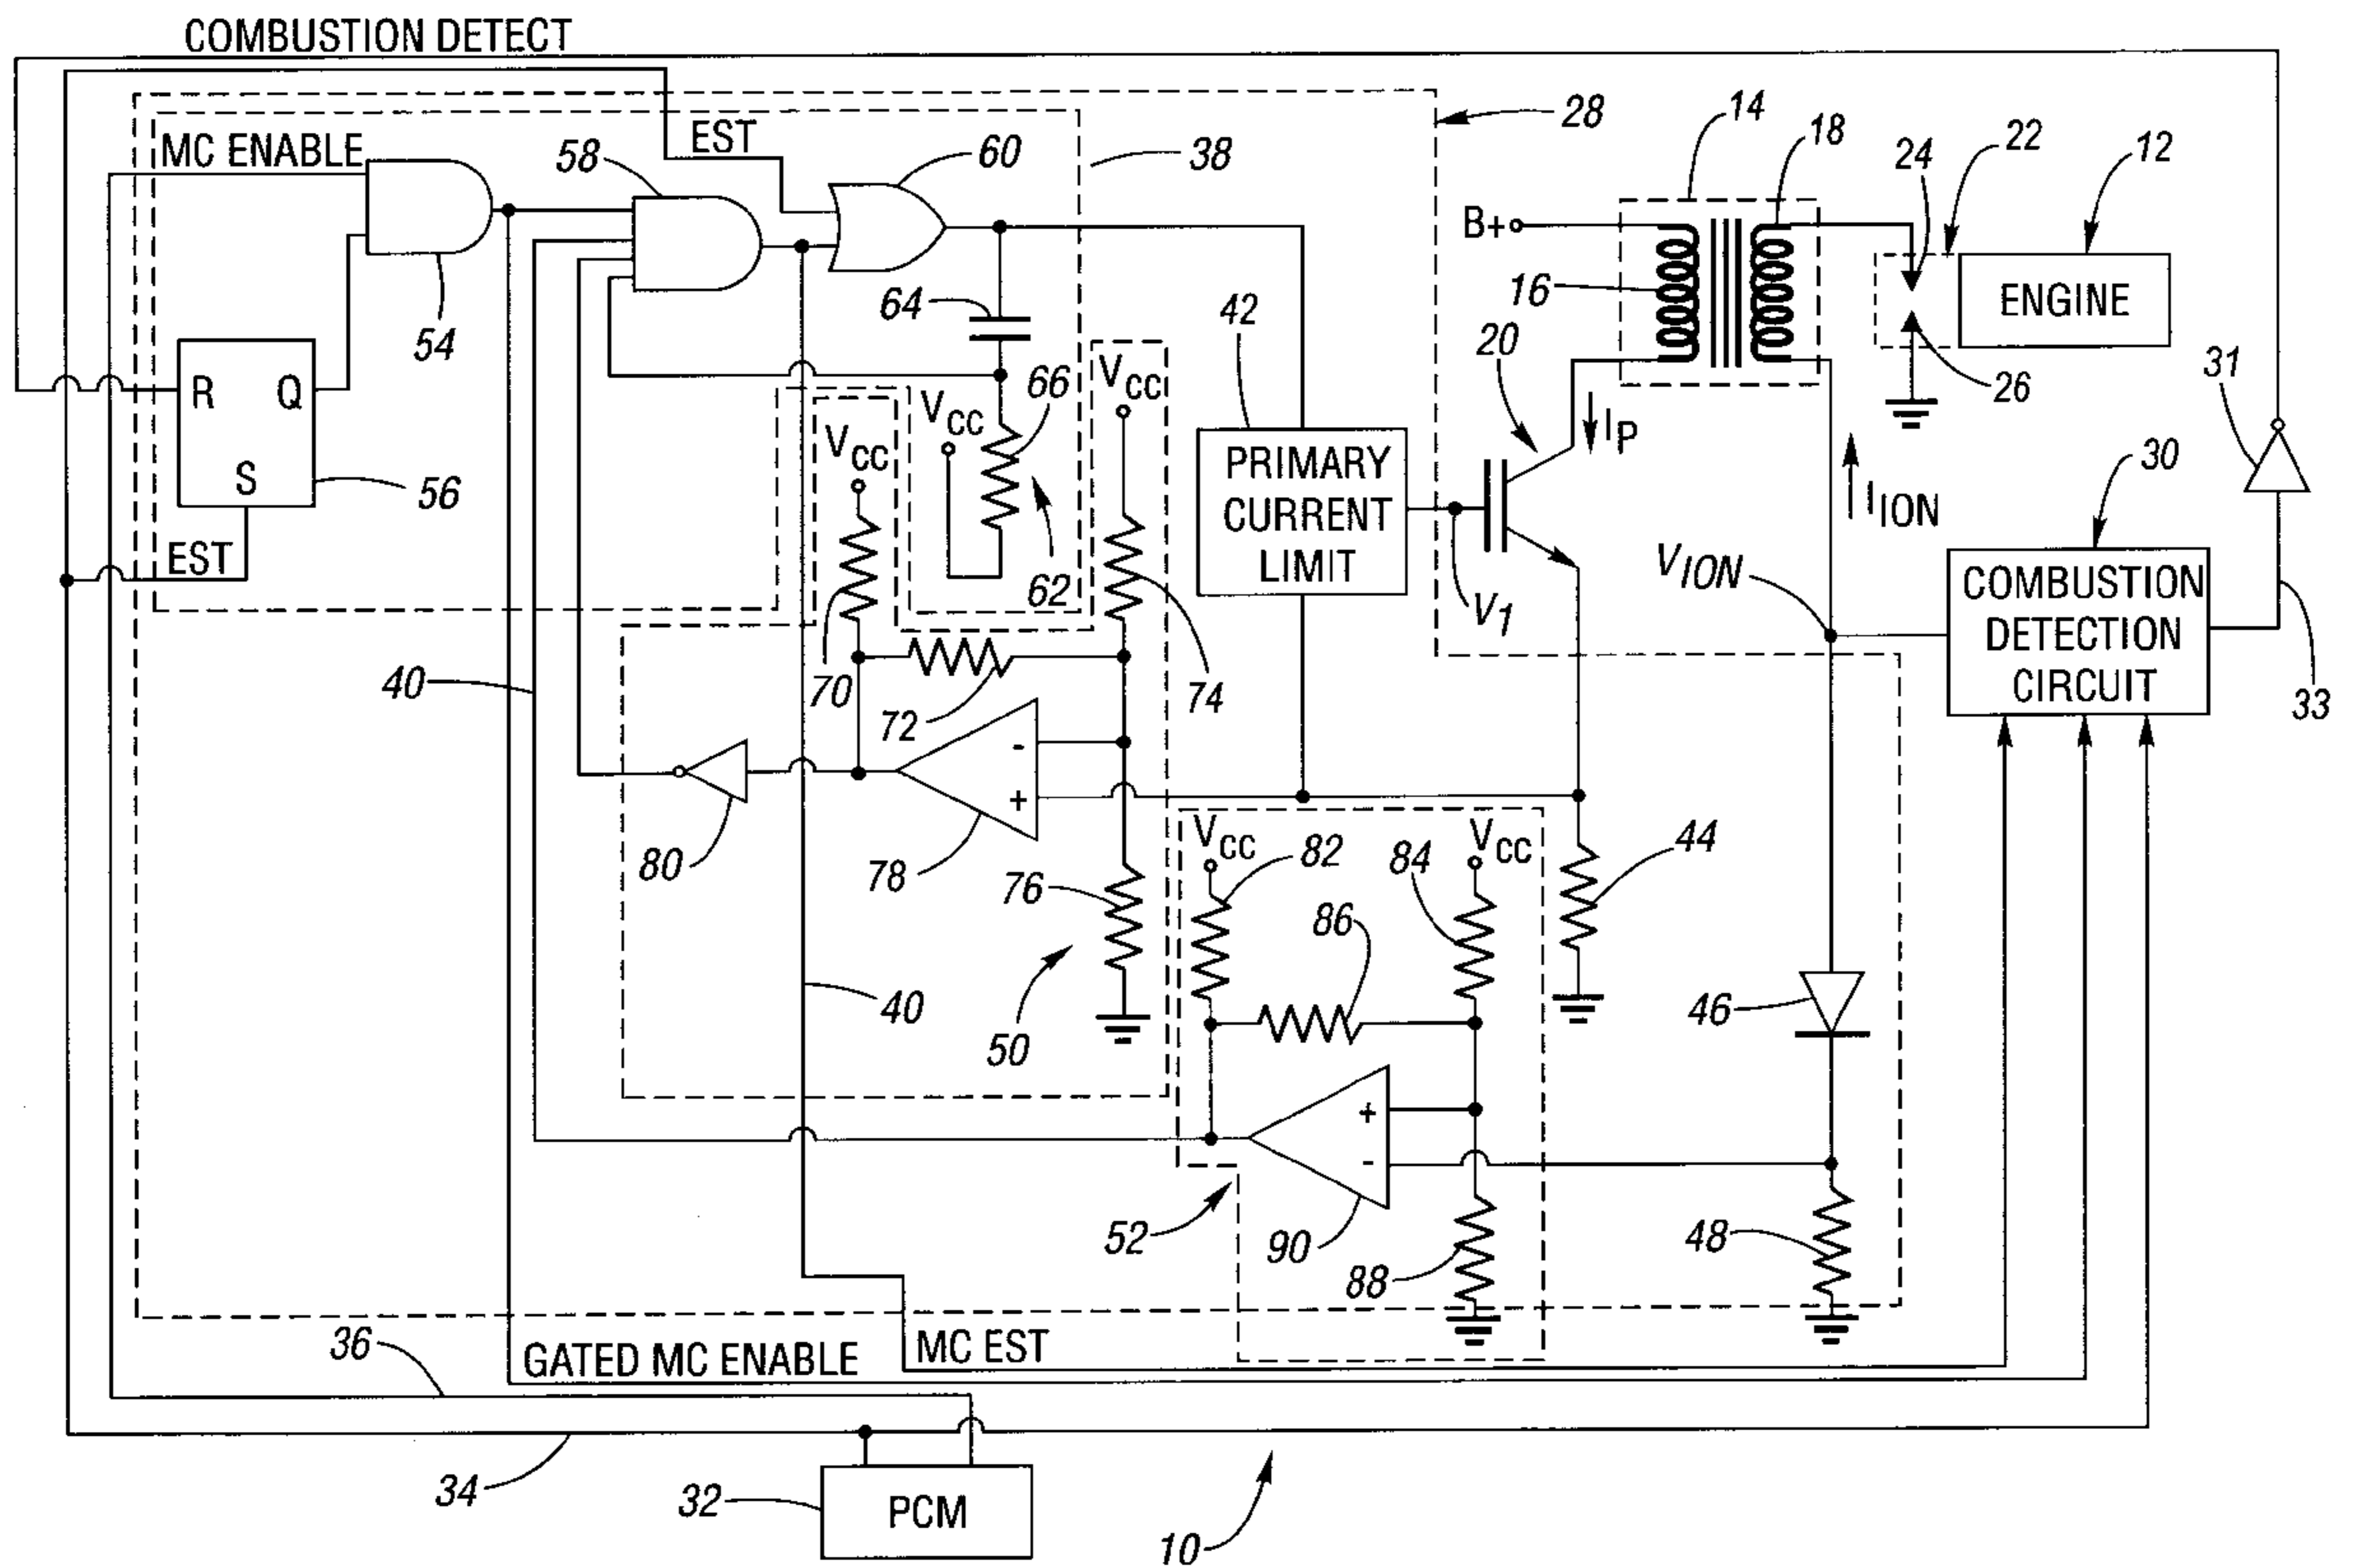 COMBUSTION DETECT
MC ENABLE
EST
58
60
38
28
14
18
24
22
12
B+
16
ENGINE
54
64
42
20
26
31
R Q
S
56
EST
VCC
VCC
66
VCC
62
IP
PRIMARY
CURRENT
LIMIT
V1
IION
VION
30
COMBUSTION
DETECTION
CIRCUIT
33
40
70
72
74
-
+
80
78
76
50
40
VCC
82
VCC
84
86
44
46
+
-
52
90
88
48
36
GATED MC ENABLE
MC EST
34
32
PCM
10